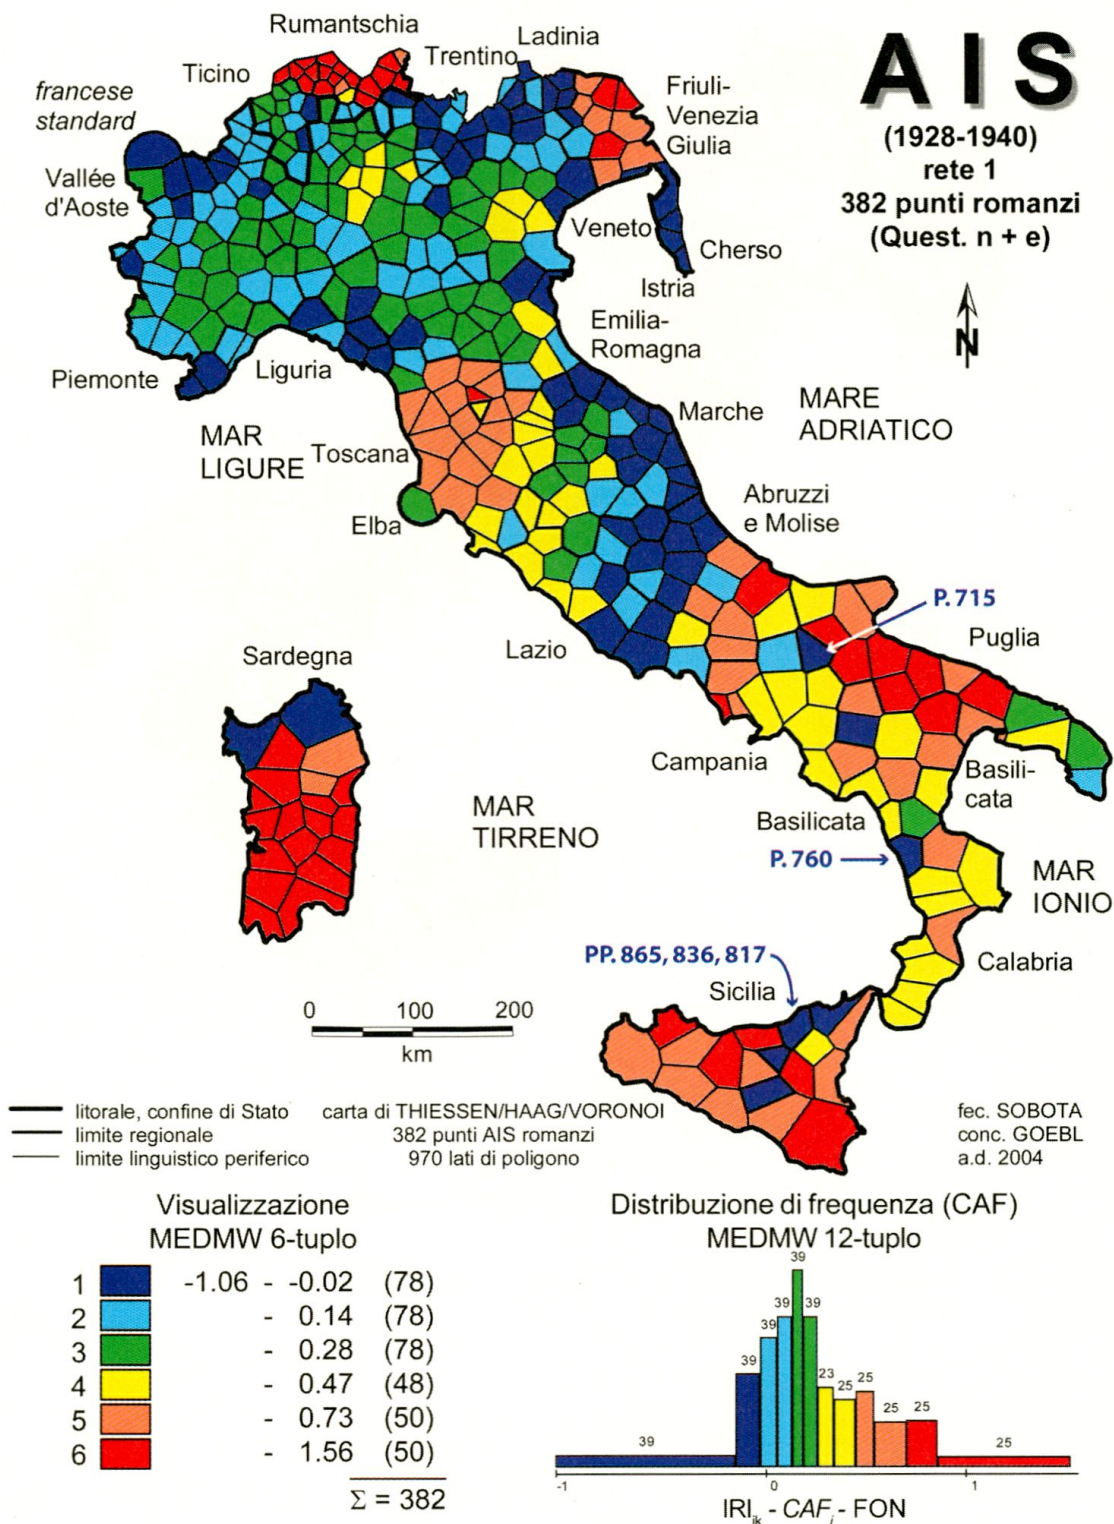 AIS
(1928-1940)
rete 1
382 punti romanzi
(Quest. n + e)
N
Rumantschia
Ladinia
Trentino
Ticino
francese
standard
Friuli-
Venezia
Giulia
Vallée
d'Aoste
Veneto
Cherso
Istria
Emilia-
Romagna
Piemonte
Liguria
Marche
MARE
ADRIATICO
MAR
LIGURE
Toscana
Elba
Abruzzi
e Molise
P.715
Puglia
Lazio
Sardegna
Campania
Basili-
cata
MAR
TIRRENO
Basilicata
P.760
MAR
IONIO
PP. 865, 836, 817
Calabria
Sicilia
0 100 200
km
litorale, confine di Stato
limite regionale
limite linguistico periferico
carta di THIESSEN/HAAG/VORONOI
382 punti AIS romanzi
970 lati di poligono
fec. SOBOTA
conc. GOEBL
a.d. 2004
Visualizzazione
MEDMW 6-tuplo
1 -1.06 - -0.02 (78)
2 - 0.14 (78)
3 - 0.28 (78)
4 - 0.47 (48)
5 - 0.73 (50)
6 - 1.56 (50)
Σ = 382
Distribuzione di frequenza (CAF)
MEDMW 12-tuplo
39 39 39 39 39 39 23 25 25 25 25 25
-1 0 1
IRIjk - CAFj - FON